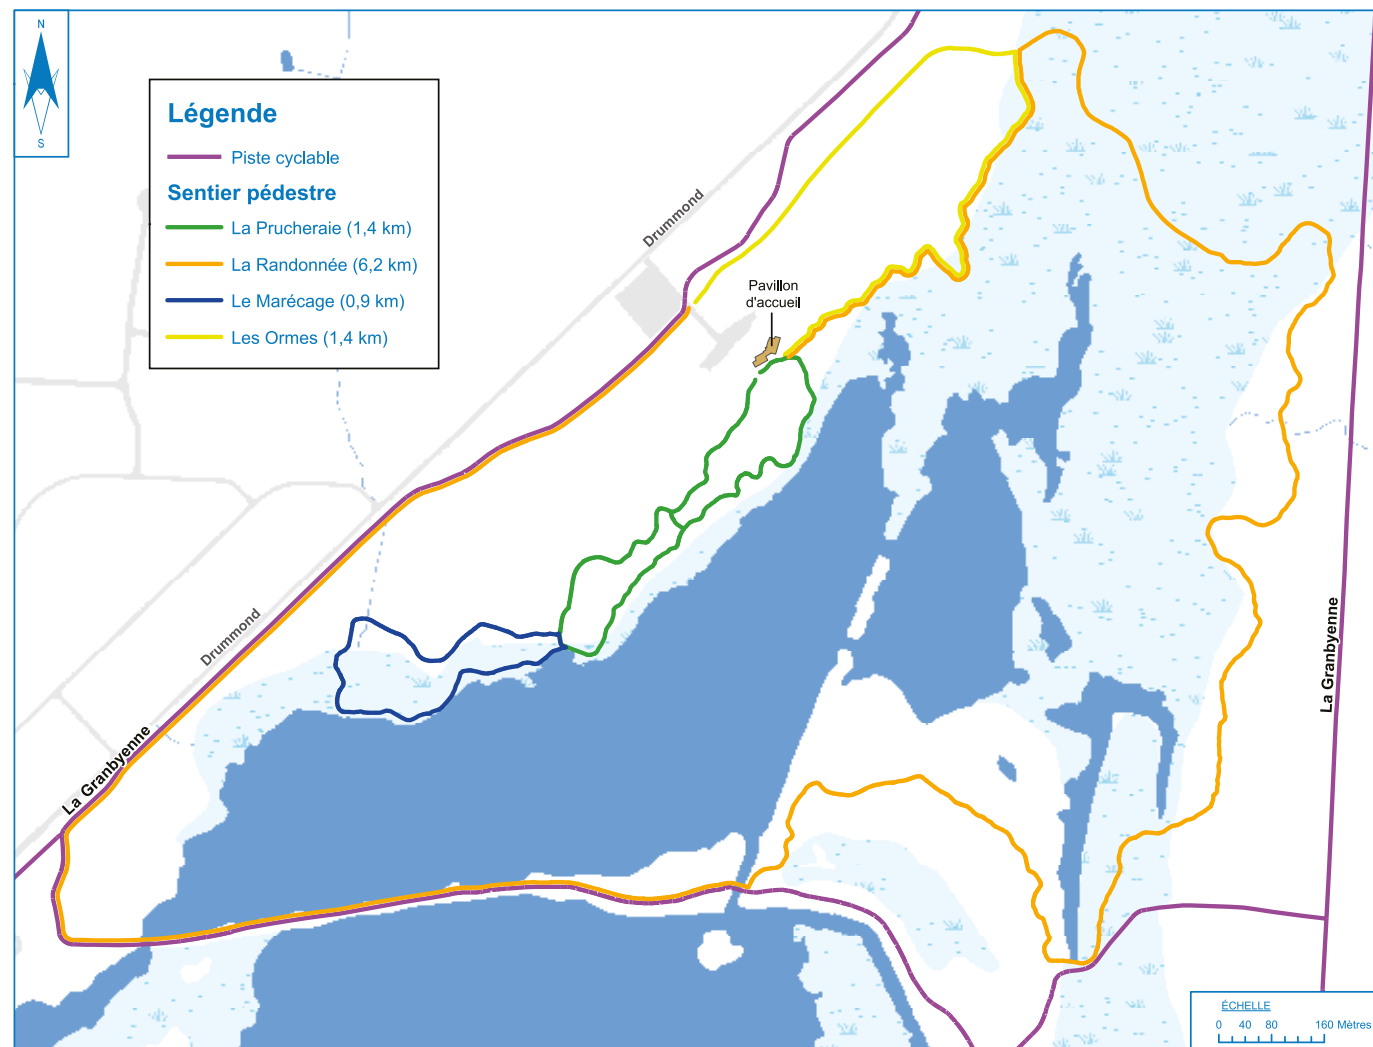 N
S
Légende
Piste cyclable
Sentier pédestre
La Prucheraie (1,4 km)
La Randonnée (6,2 km)
Le Marécage (0,9 km)
Les Ormes (1,4 km)
Drummond
Pavillon
d'accueil
Drummond
La Granbyenne
La Granbyenne
ÉCHELLE
0 40 80 160 Mètres